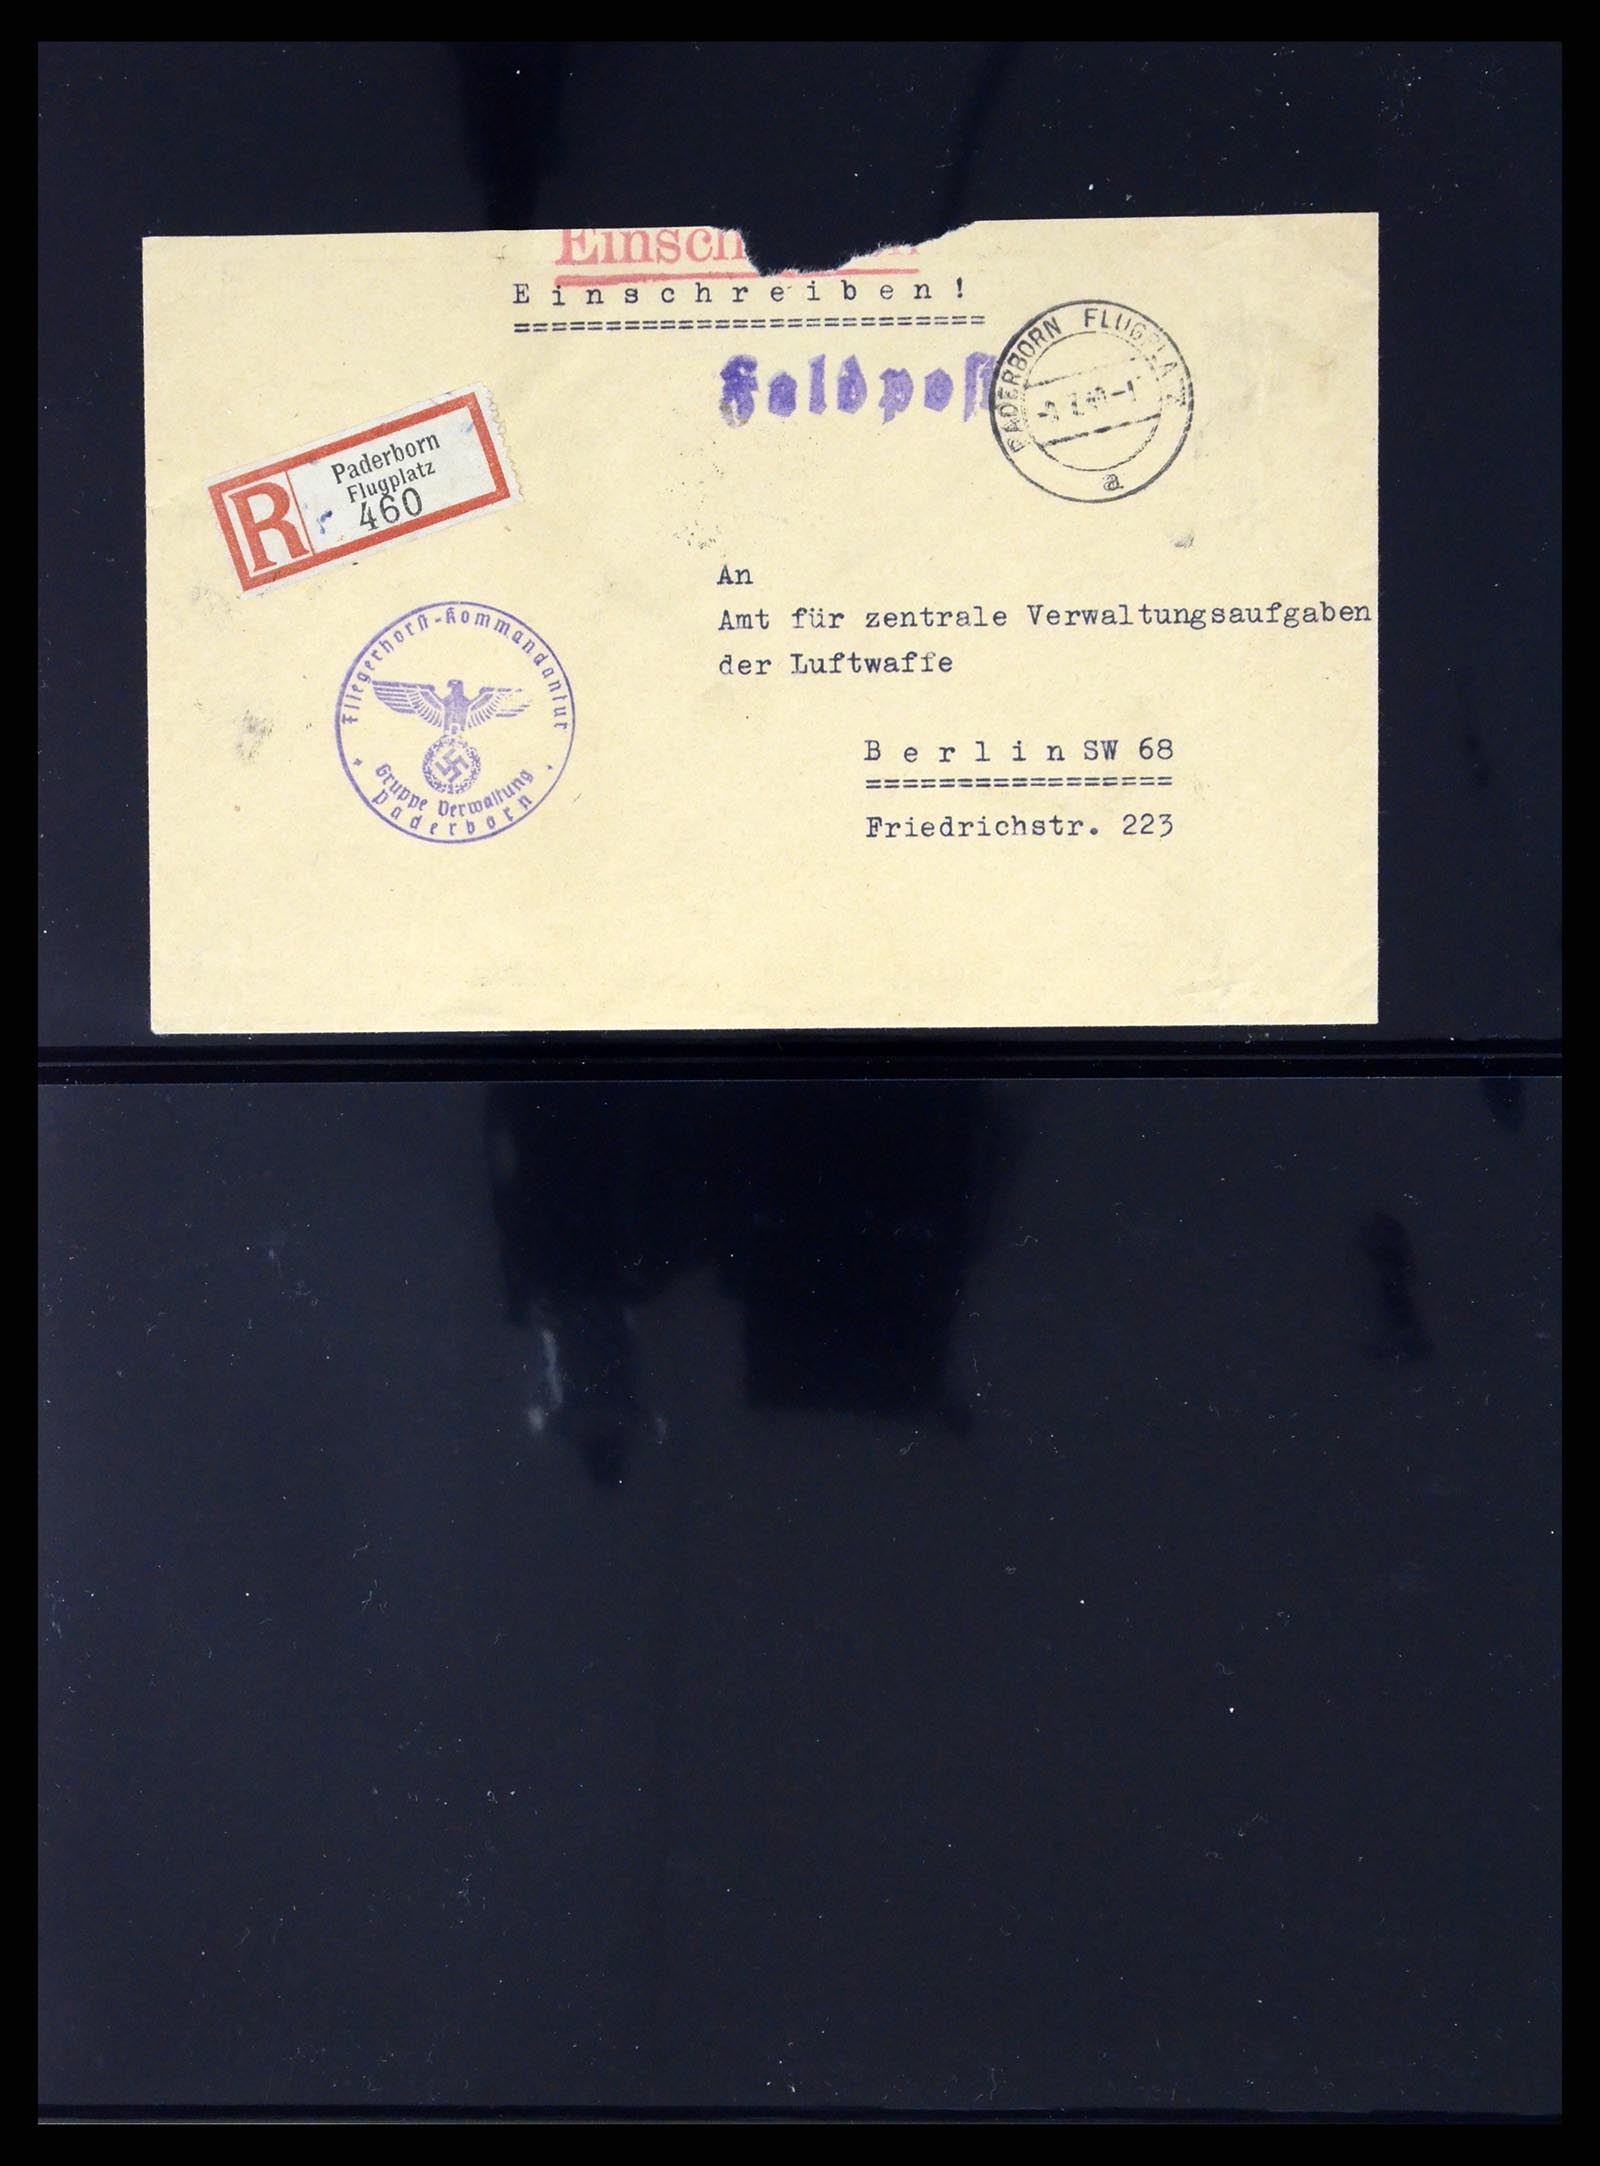 Einschreiben!
Feldpost
PADERBORN FLUGPLATZ
a
R
Paderborn
Flugplatz
460
An
Amt für zentrale Verwaltungsaufgaben
der Luftwaffe
Berlin SW 68
Friedrichstr. 223
Fliegerhorst-Kommandantur
Gruppe Verwaltung
Paderborn